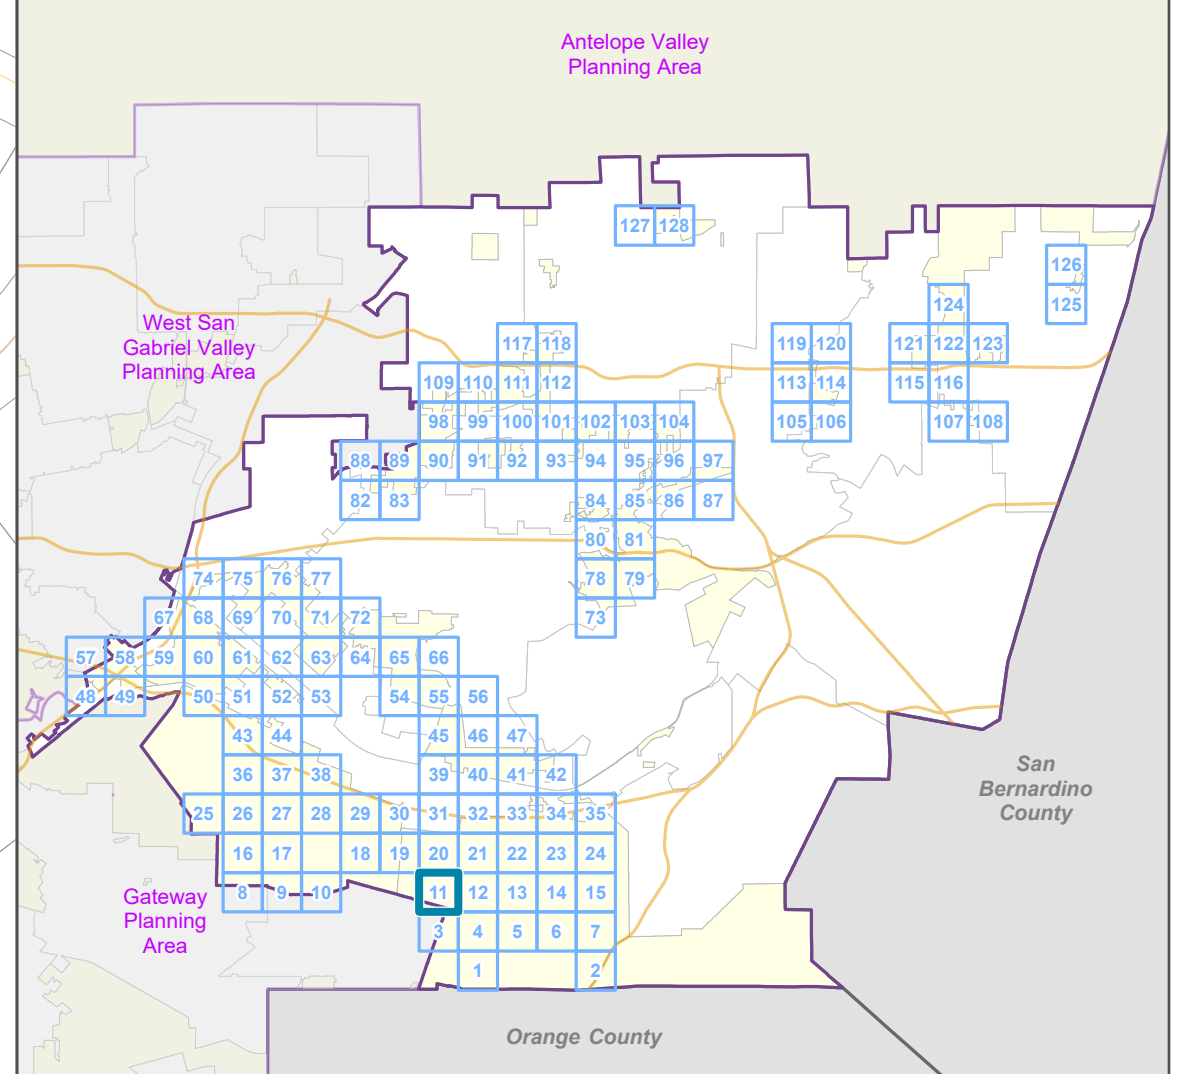 Antelope Valley
Planning Area
127 128
126
124 125
West San
Gabriel Valley
Planning Area
117 118 119 120 121 122 123
109 110 111 112 113 114 115 116
98 99 100 101 102 103 104 105 106 107 108
88 89 90 91 92 93 94 95 96 97
82 83 84 85 86 87
80 81
74 75 76 77 78 79
67 68 69 70 71 72 73
57 58 59 60 61 62 63 64 65 66
48 49 50 51 52 53 54 55 56
43 44 45 46 47
36 37 38 39 40 41 42
San
Bernardino
County
25 26 27 28 29 30 31 32 33 34 35
16 17 18 19 20 21 22 23 24
8 9 10 11 12 13 14 15
Gateway
Planning
Area
3 4 5 6 7
1 2
Orange County